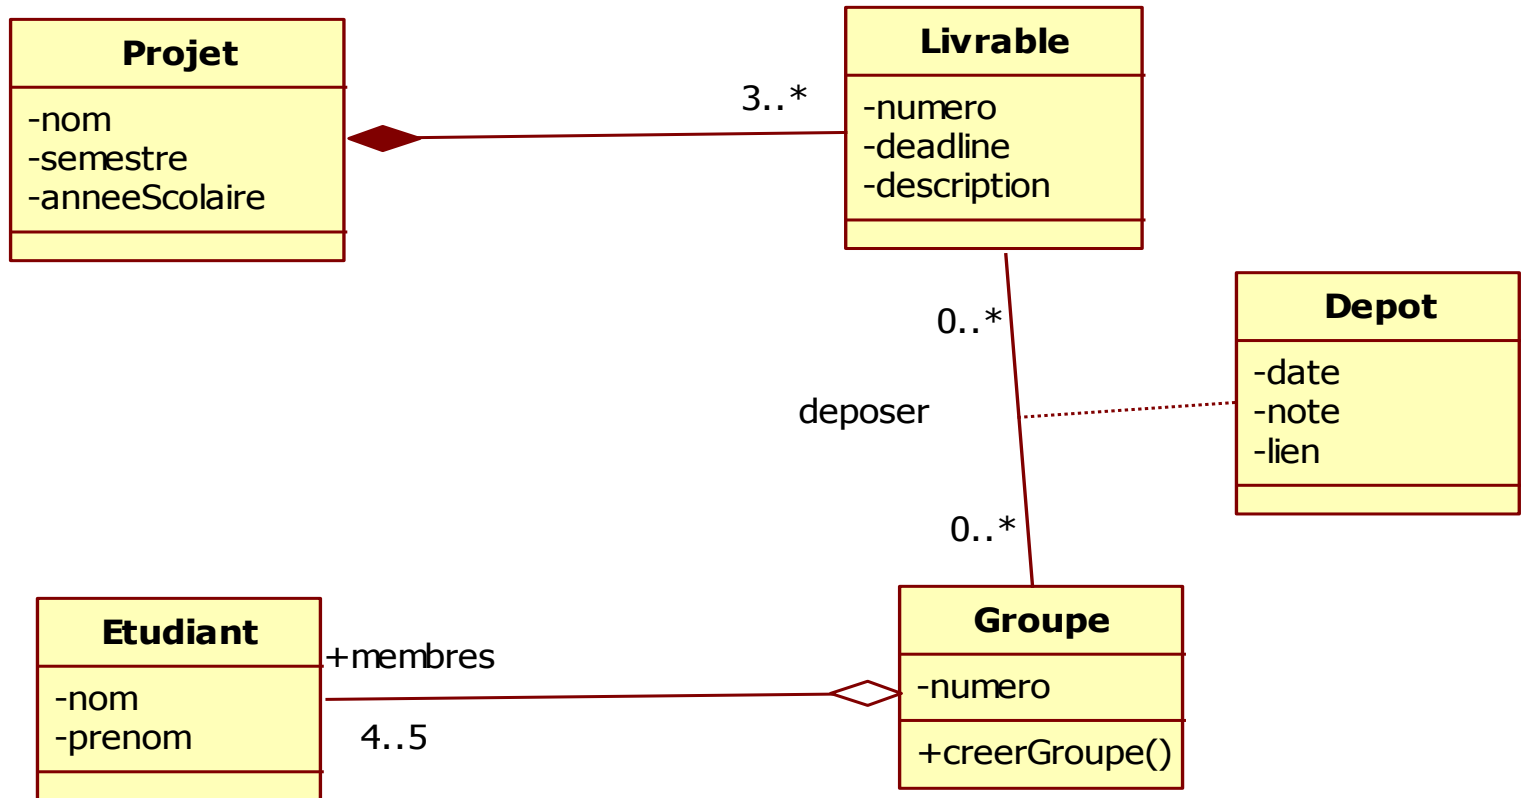 Projet
-nom
-semestre
-anneeScolaire
3..*
Livrable
-numero
-deadline
-description
0..*
deposer
0..*
Depot
-date
-note
-lien
Etudiant
-nom
-prenom
+membres
4..5
Groupe
-numero
+creerGroupe()